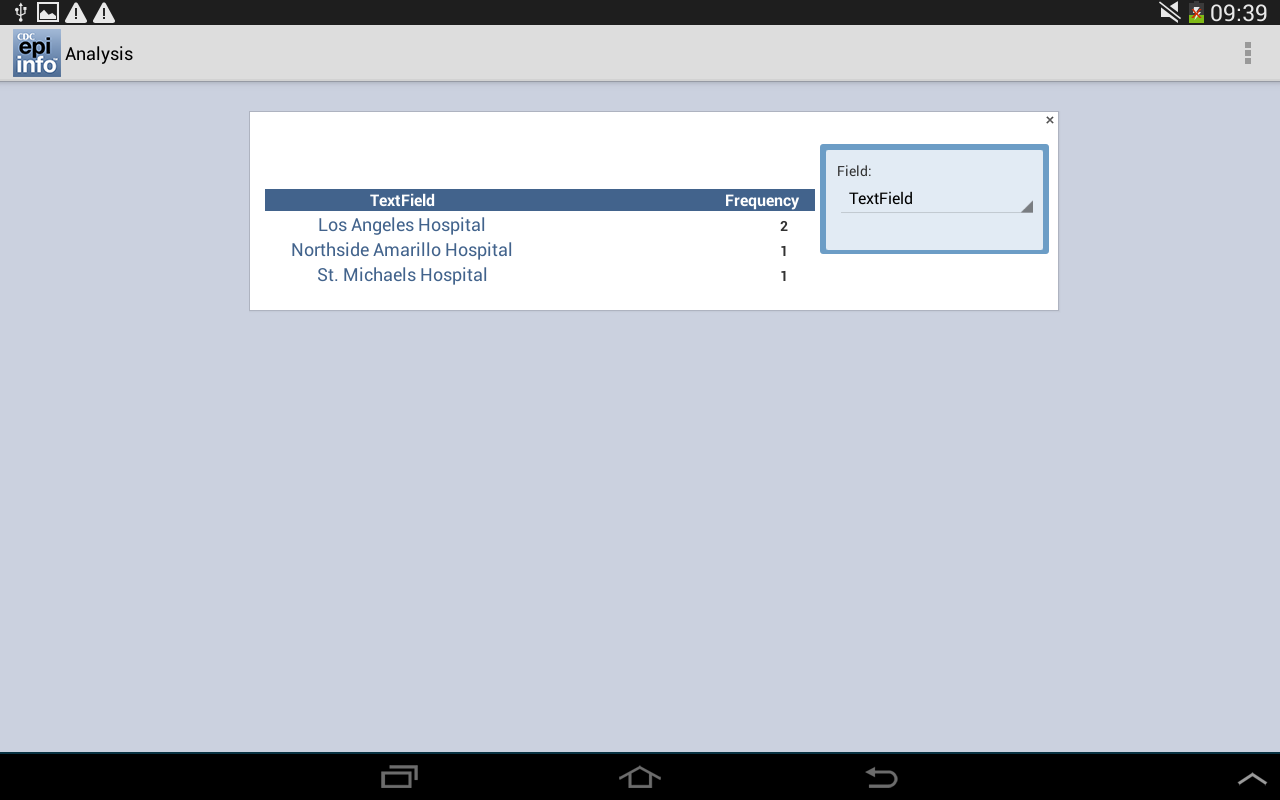 09:39
CDC
epi
info
Analysis
Field:
TextField
TextField Frequency
Los Angeles Hospital 2
Northside Amarillo Hospital 1
St. Michaels Hospital 1